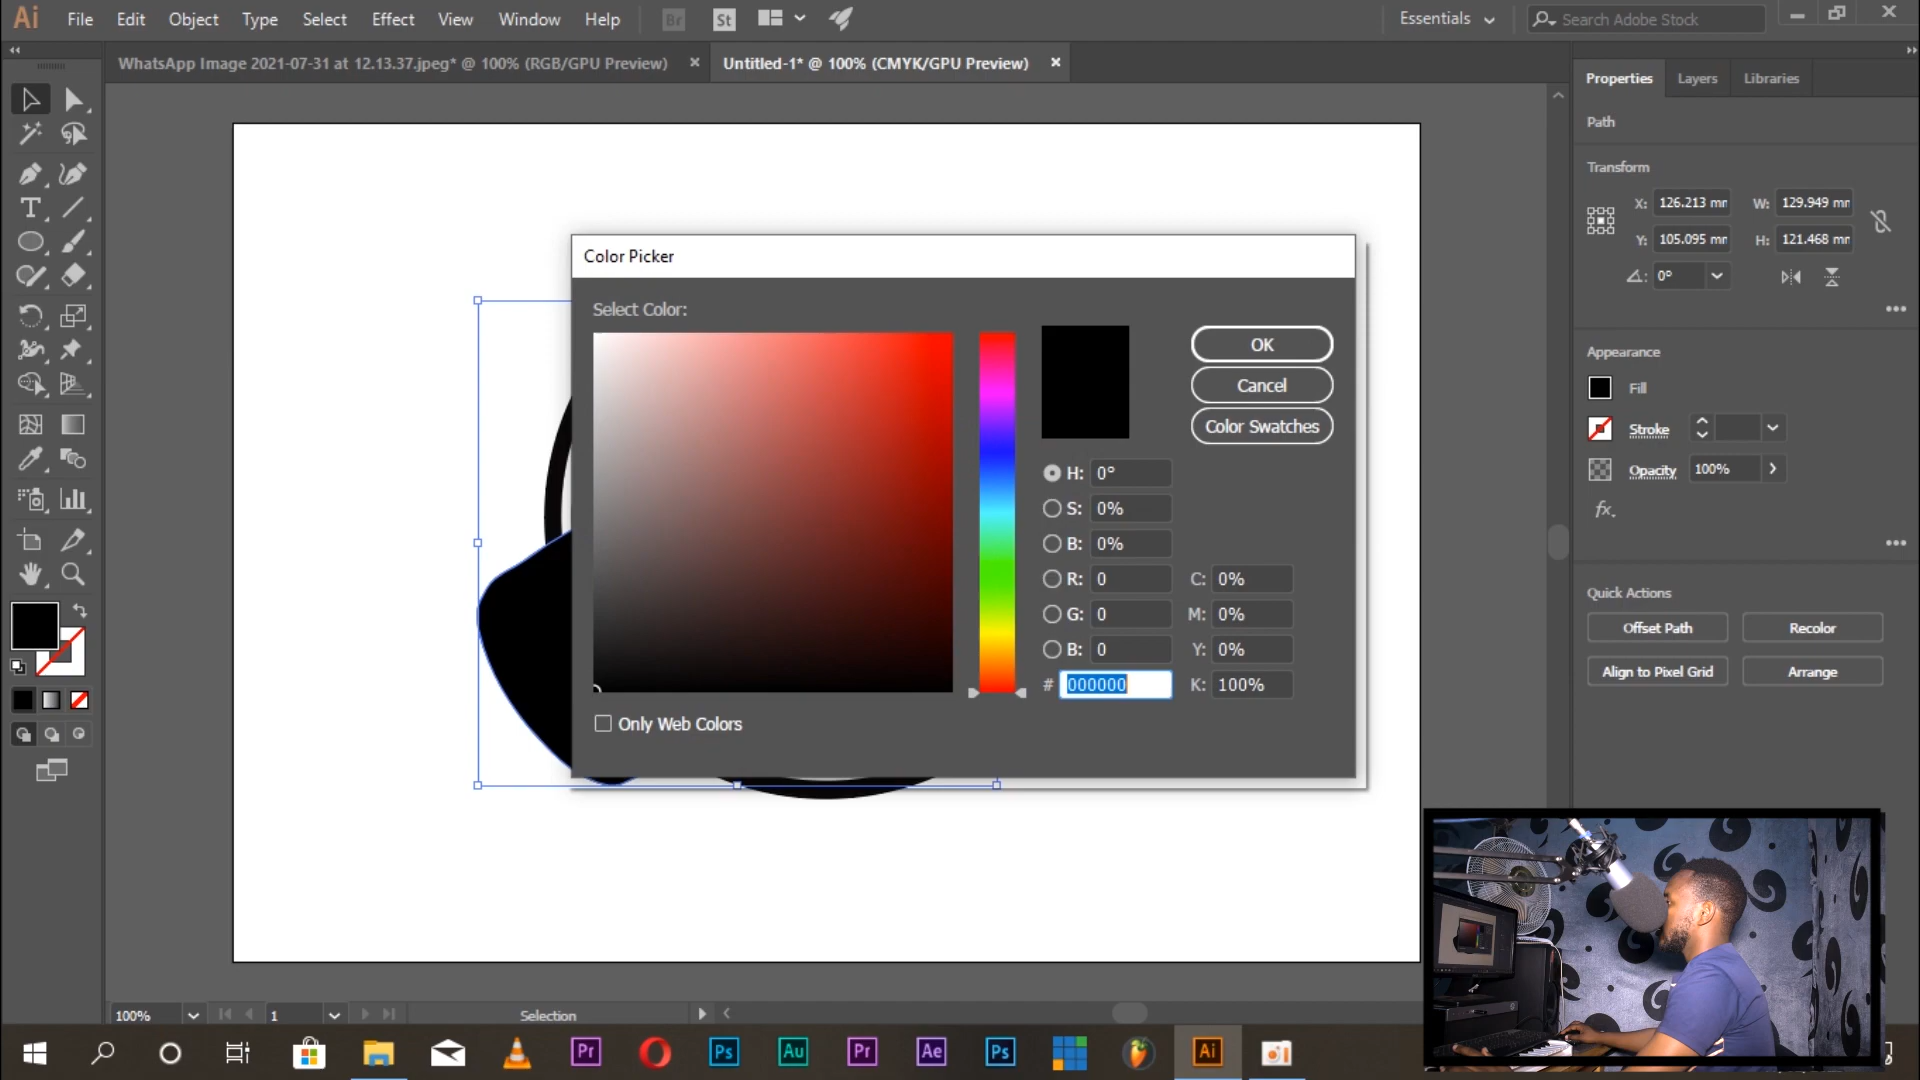 Ai File Edit Object Type Select Effect View Window Help Br St Essentials Search Adobe Stock
WhatsApp Image 2021-07-31 at 12.13.37.jpeg* @ 100% (RGB/GPU Preview) × Untitled-1* @ 100% (CMYK/GPU Preview) ×
Properties Layers Libraries
Path
Transform
X: 126.213 mm W: 129.949 mm
Y: 105.095 mm H: 121.468 mm
0°
Appearance
Fill
Stroke
Opacity 100%
fx.
Quick Actions
Offset Path Recolor
Align to Pixel Grid Arrange
Color Picker
Select Color:
OK
Cancel
Color Swatches
H: 0°
S: 0%
B: 0%
R: 0 C: 0%
G: 0 M: 0%
B: 0 Y: 0%
# 000000 K: 100%
Only Web Colors
100% 1 Selection
Pr Ps Au Pr Ae Ps Ai